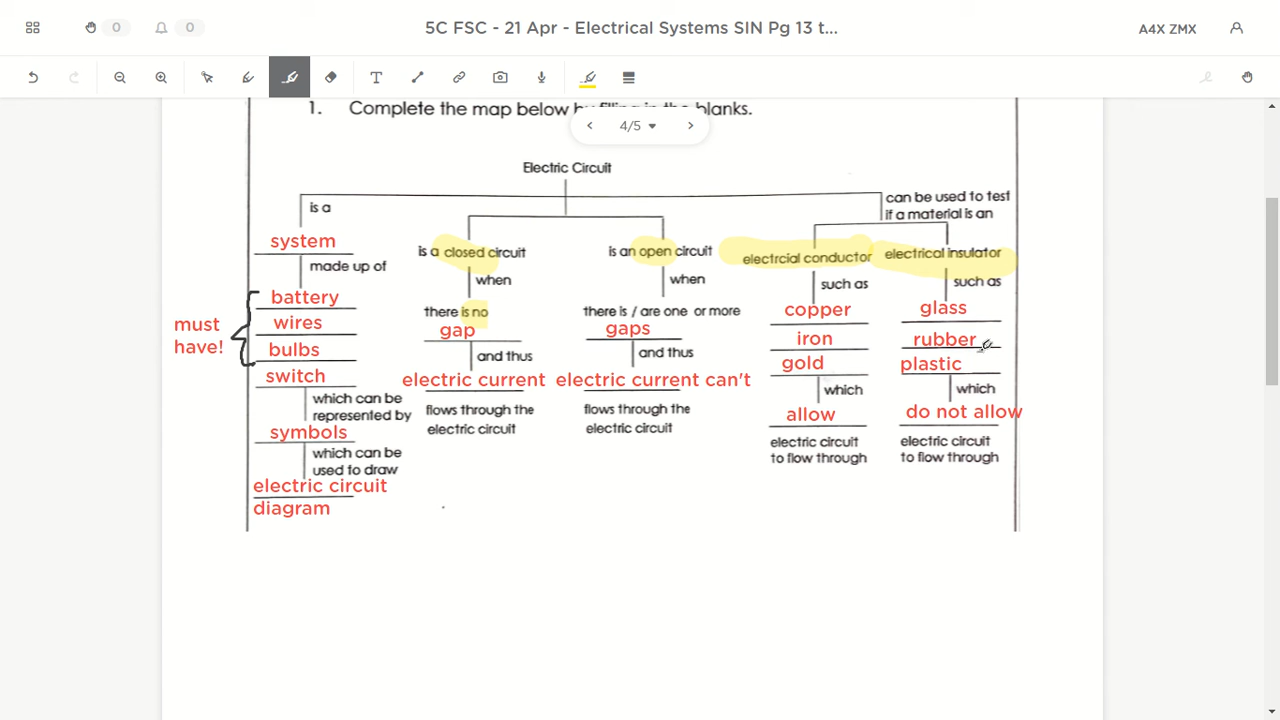 0
0
5C FSC - 21 Apr - Electrical Systems SIN Pg 13 t...
A4X ZMX
4/5
1. Complete the map below by filling in the blanks.
Electric Circuit
is a
system
made up of
battery
wires
bulbs
must
have!
switch
which can be
represented by
symbols
which can be
used to draw
electric circuit
diagram
is a closed circuit
when
there is no
gap
and thus
electric current
flows through the
electric circuit
is an open circuit
when
there is / are one or more
gaps
and thus
electric current can't
flows through the
electric circuit
can be used to test
if a material is an
electrcial conductor
such as
copper
iron
gold
which
allow
electric circuit
to flow through
electrical insulator
such as
glass
rubber
plastic
which
do not allow
electric circuit
to flow through